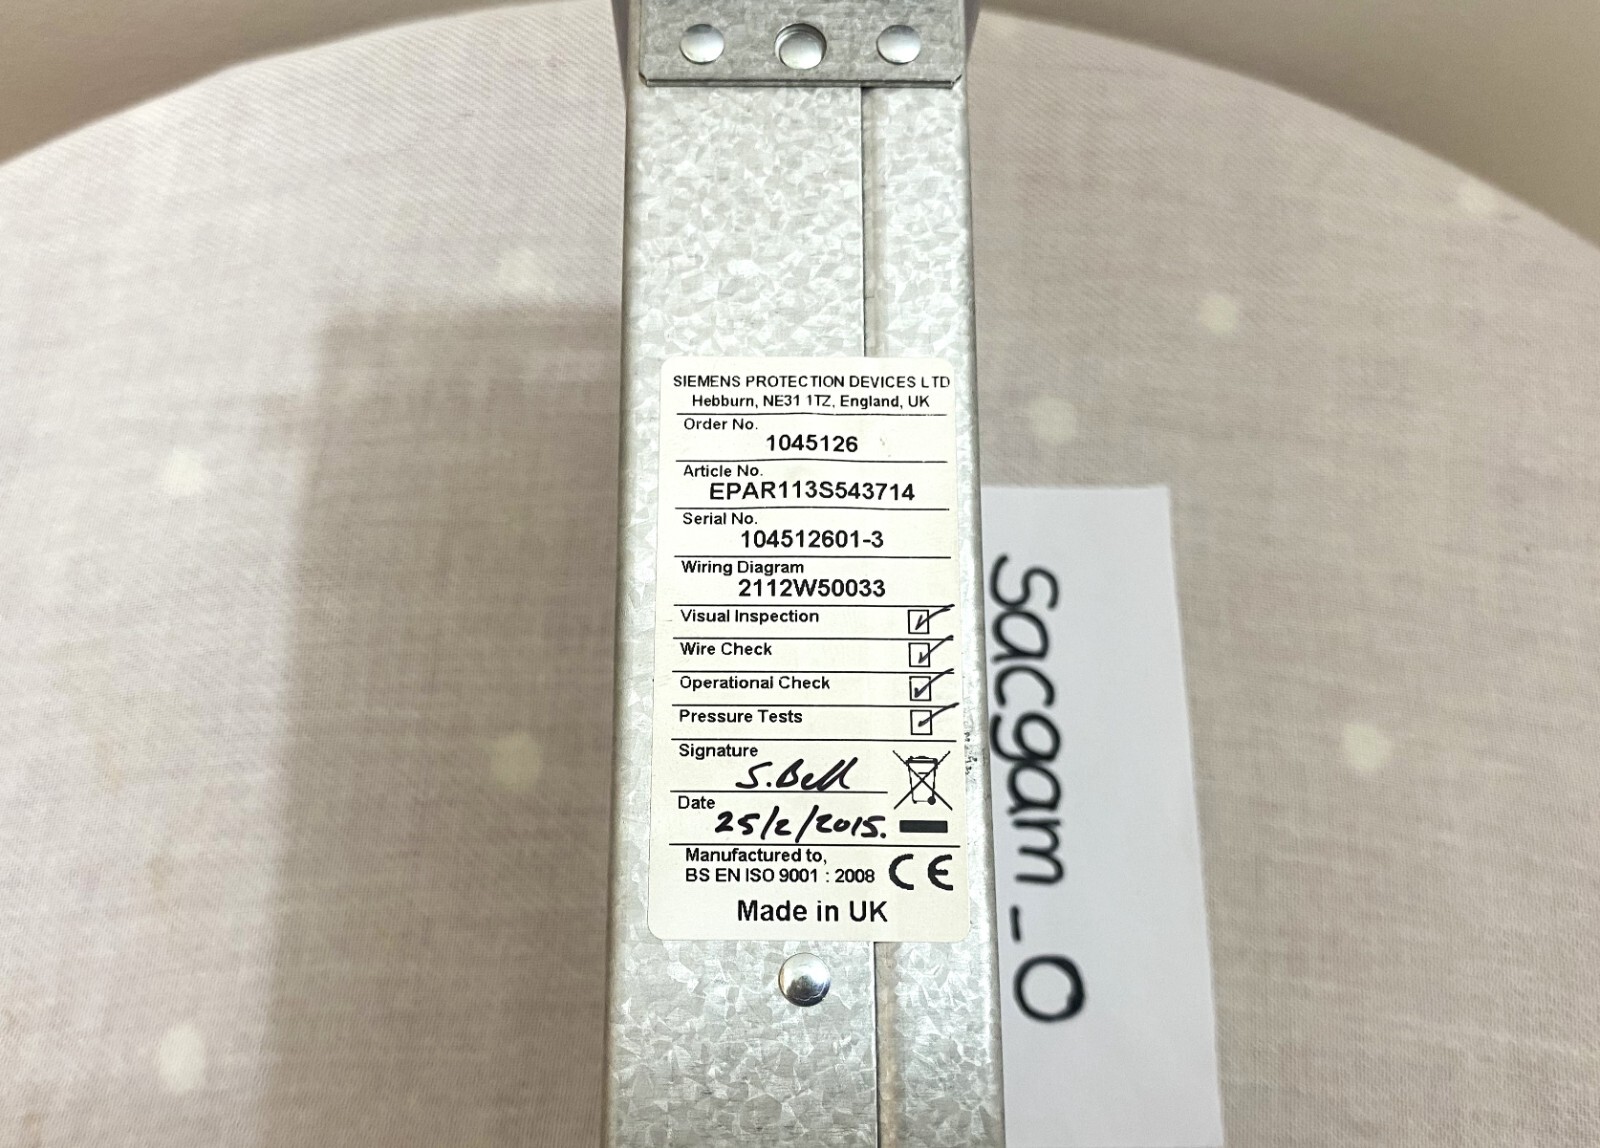 SIEMENS PROTECTION DEVICES LTD
Hebburn, NE31 1TZ, England, UK
Order No.
1045126
Article No.
EPAR113S543714
Serial No.
104512601-3
Wiring Diagram
2112W50033
Visual Inspection
Wire Check
Operational Check
Pressure Tests
Signature
S. Bell
Date
25/2/2015.
Manufactured to,
BS EN ISO 9001 : 2008
CE
Made in UK
sacgam_0